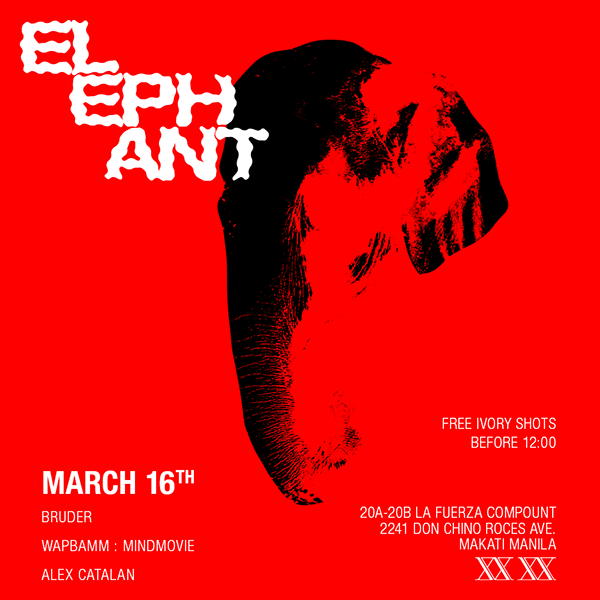 EL
EPH
ANT
FREE IVORY SHOTS
BEFORE 12:00
MARCH 16TH
BRUDER
WAPBAMM : MINDMOVIE
ALEX CATALAN
20A-20B LA FUERZA COMPOUNT
2241 DON CHINO ROCES AVE.
MAKATI MANILA
XX XX